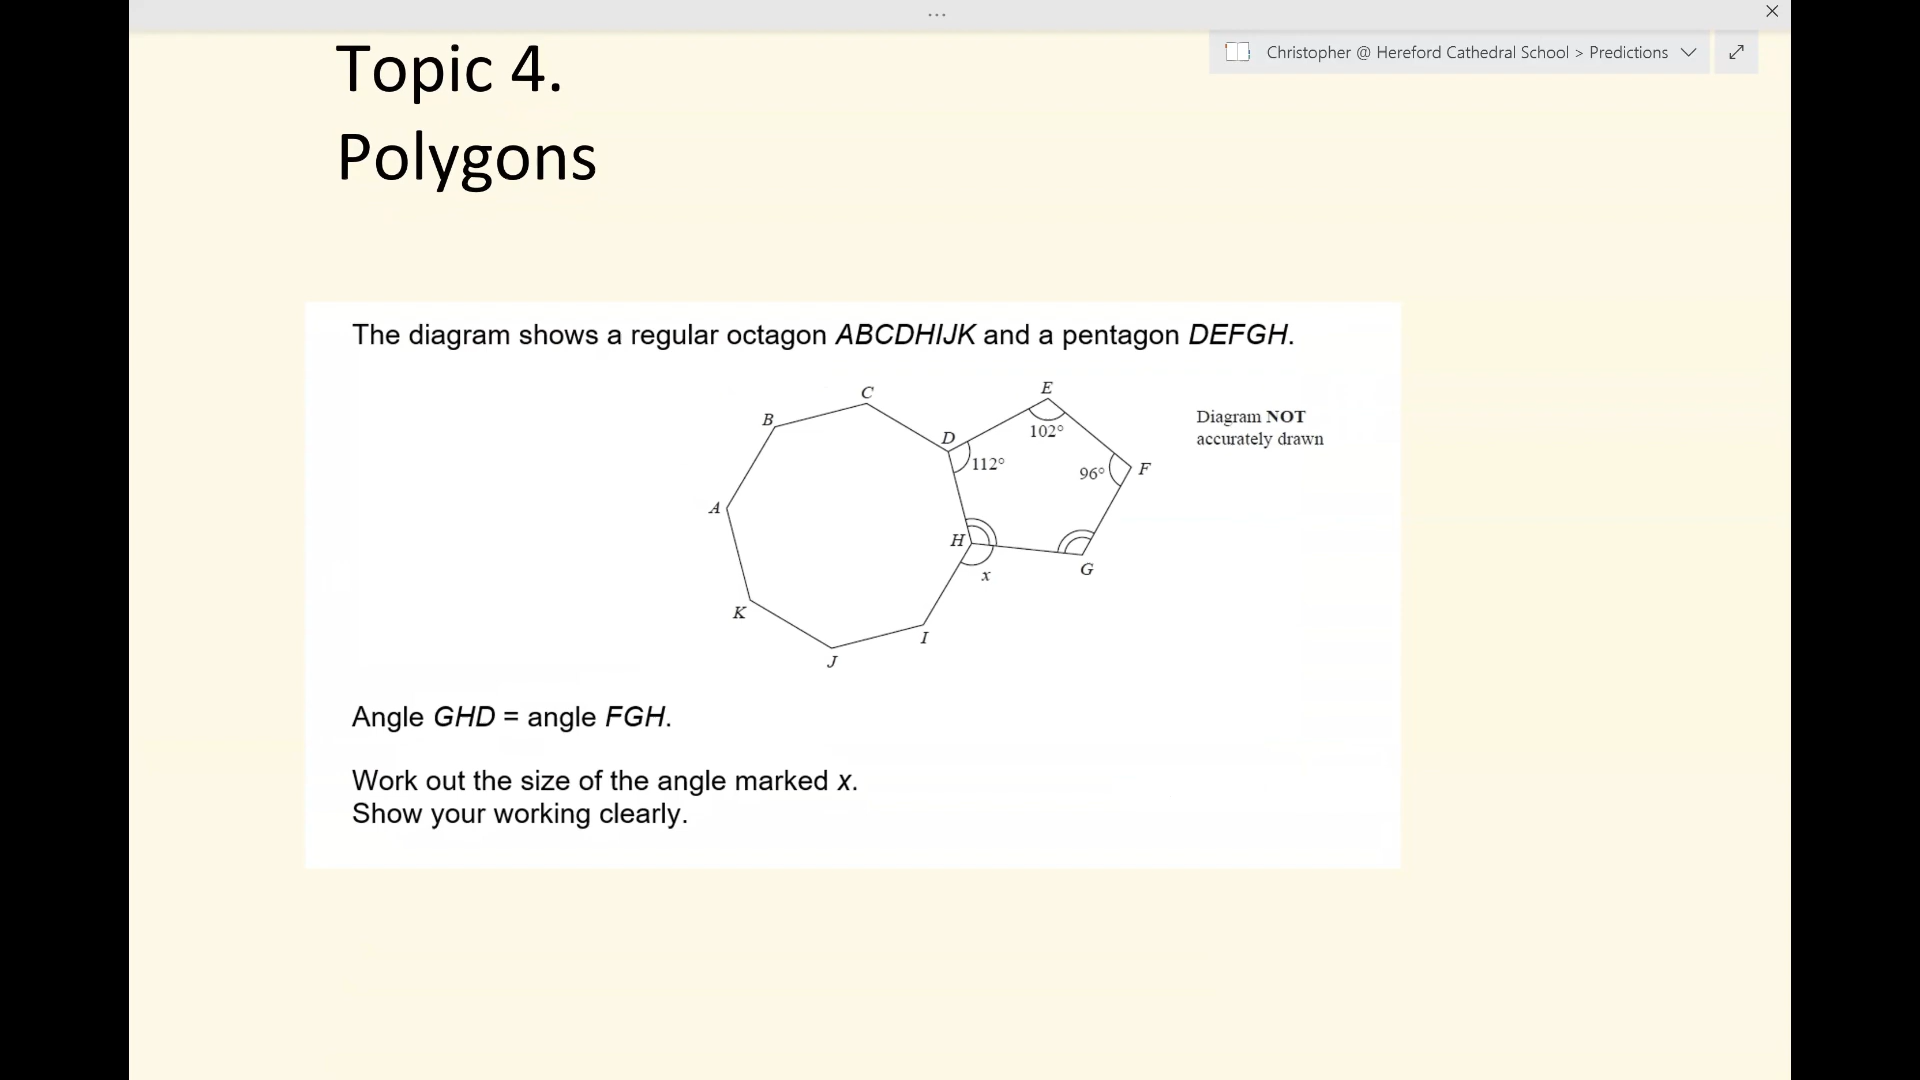 ...
Christopher @ Hereford Cathedral School > Predictions
Topic 4.
Polygons
The diagram shows a regular octagon ABCDHIJK and a pentagon DEFGH.
C
E
B
D
102°
112°
96°
F
A
H
x
G
K
I
J
Diagram NOT
accurately drawn
Angle GHD = angle FGH.
Work out the size of the angle marked x.
Show your working clearly.